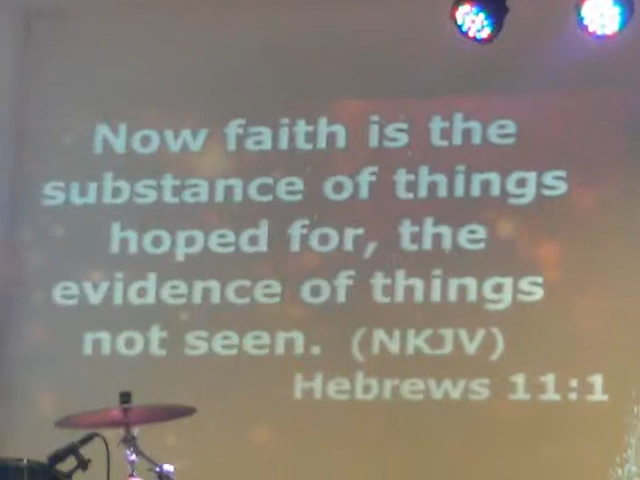 Now faith is the
substance of things
hoped for, the
evidence of things
not seen. (NKJV)
Hebrews 11:1